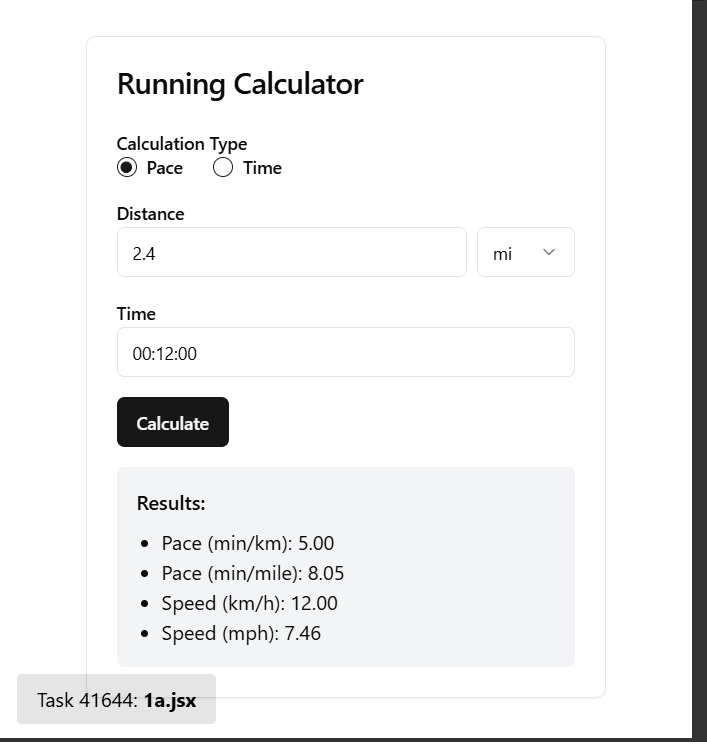 Running Calculator
Calculation Type
Pace Time
Distance
2.4 mi
Time
00:12:00
Calculate
Results:
Pace (min/km): 5.00
Pace (min/mile): 8.05
Speed (km/h): 12.00
Speed (mph): 7.46
Task 41644: 1a.jsx